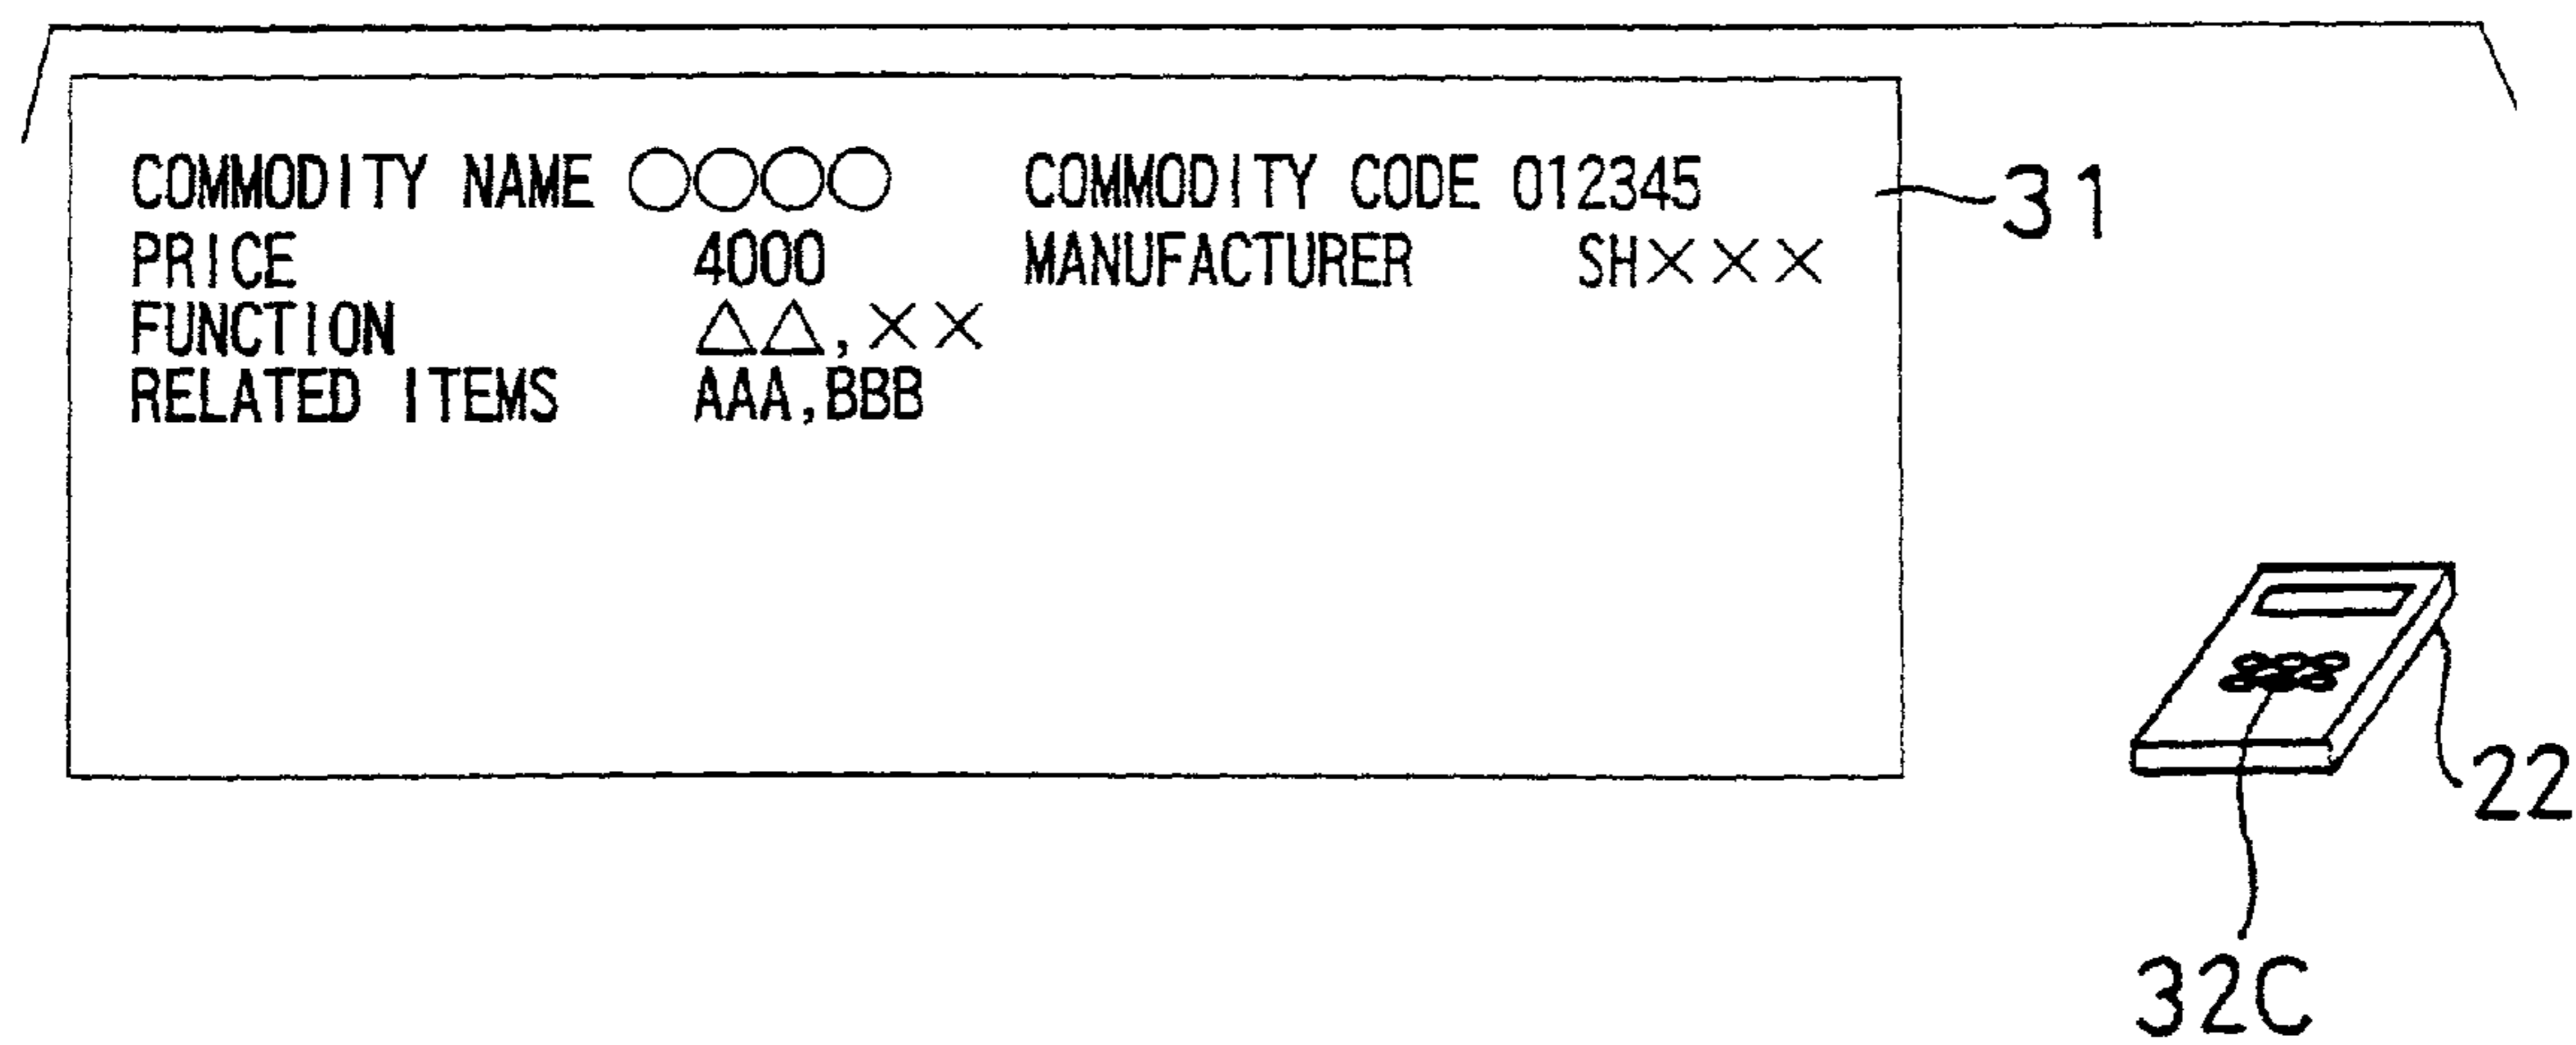 COMMODITY NAME ○○○○ COMMODITY CODE 012345
PRICE 4000 MANUFACTURER SH×××
FUNCTION △△,××
RELATED ITEMS AAA,BBB
31
22
32C